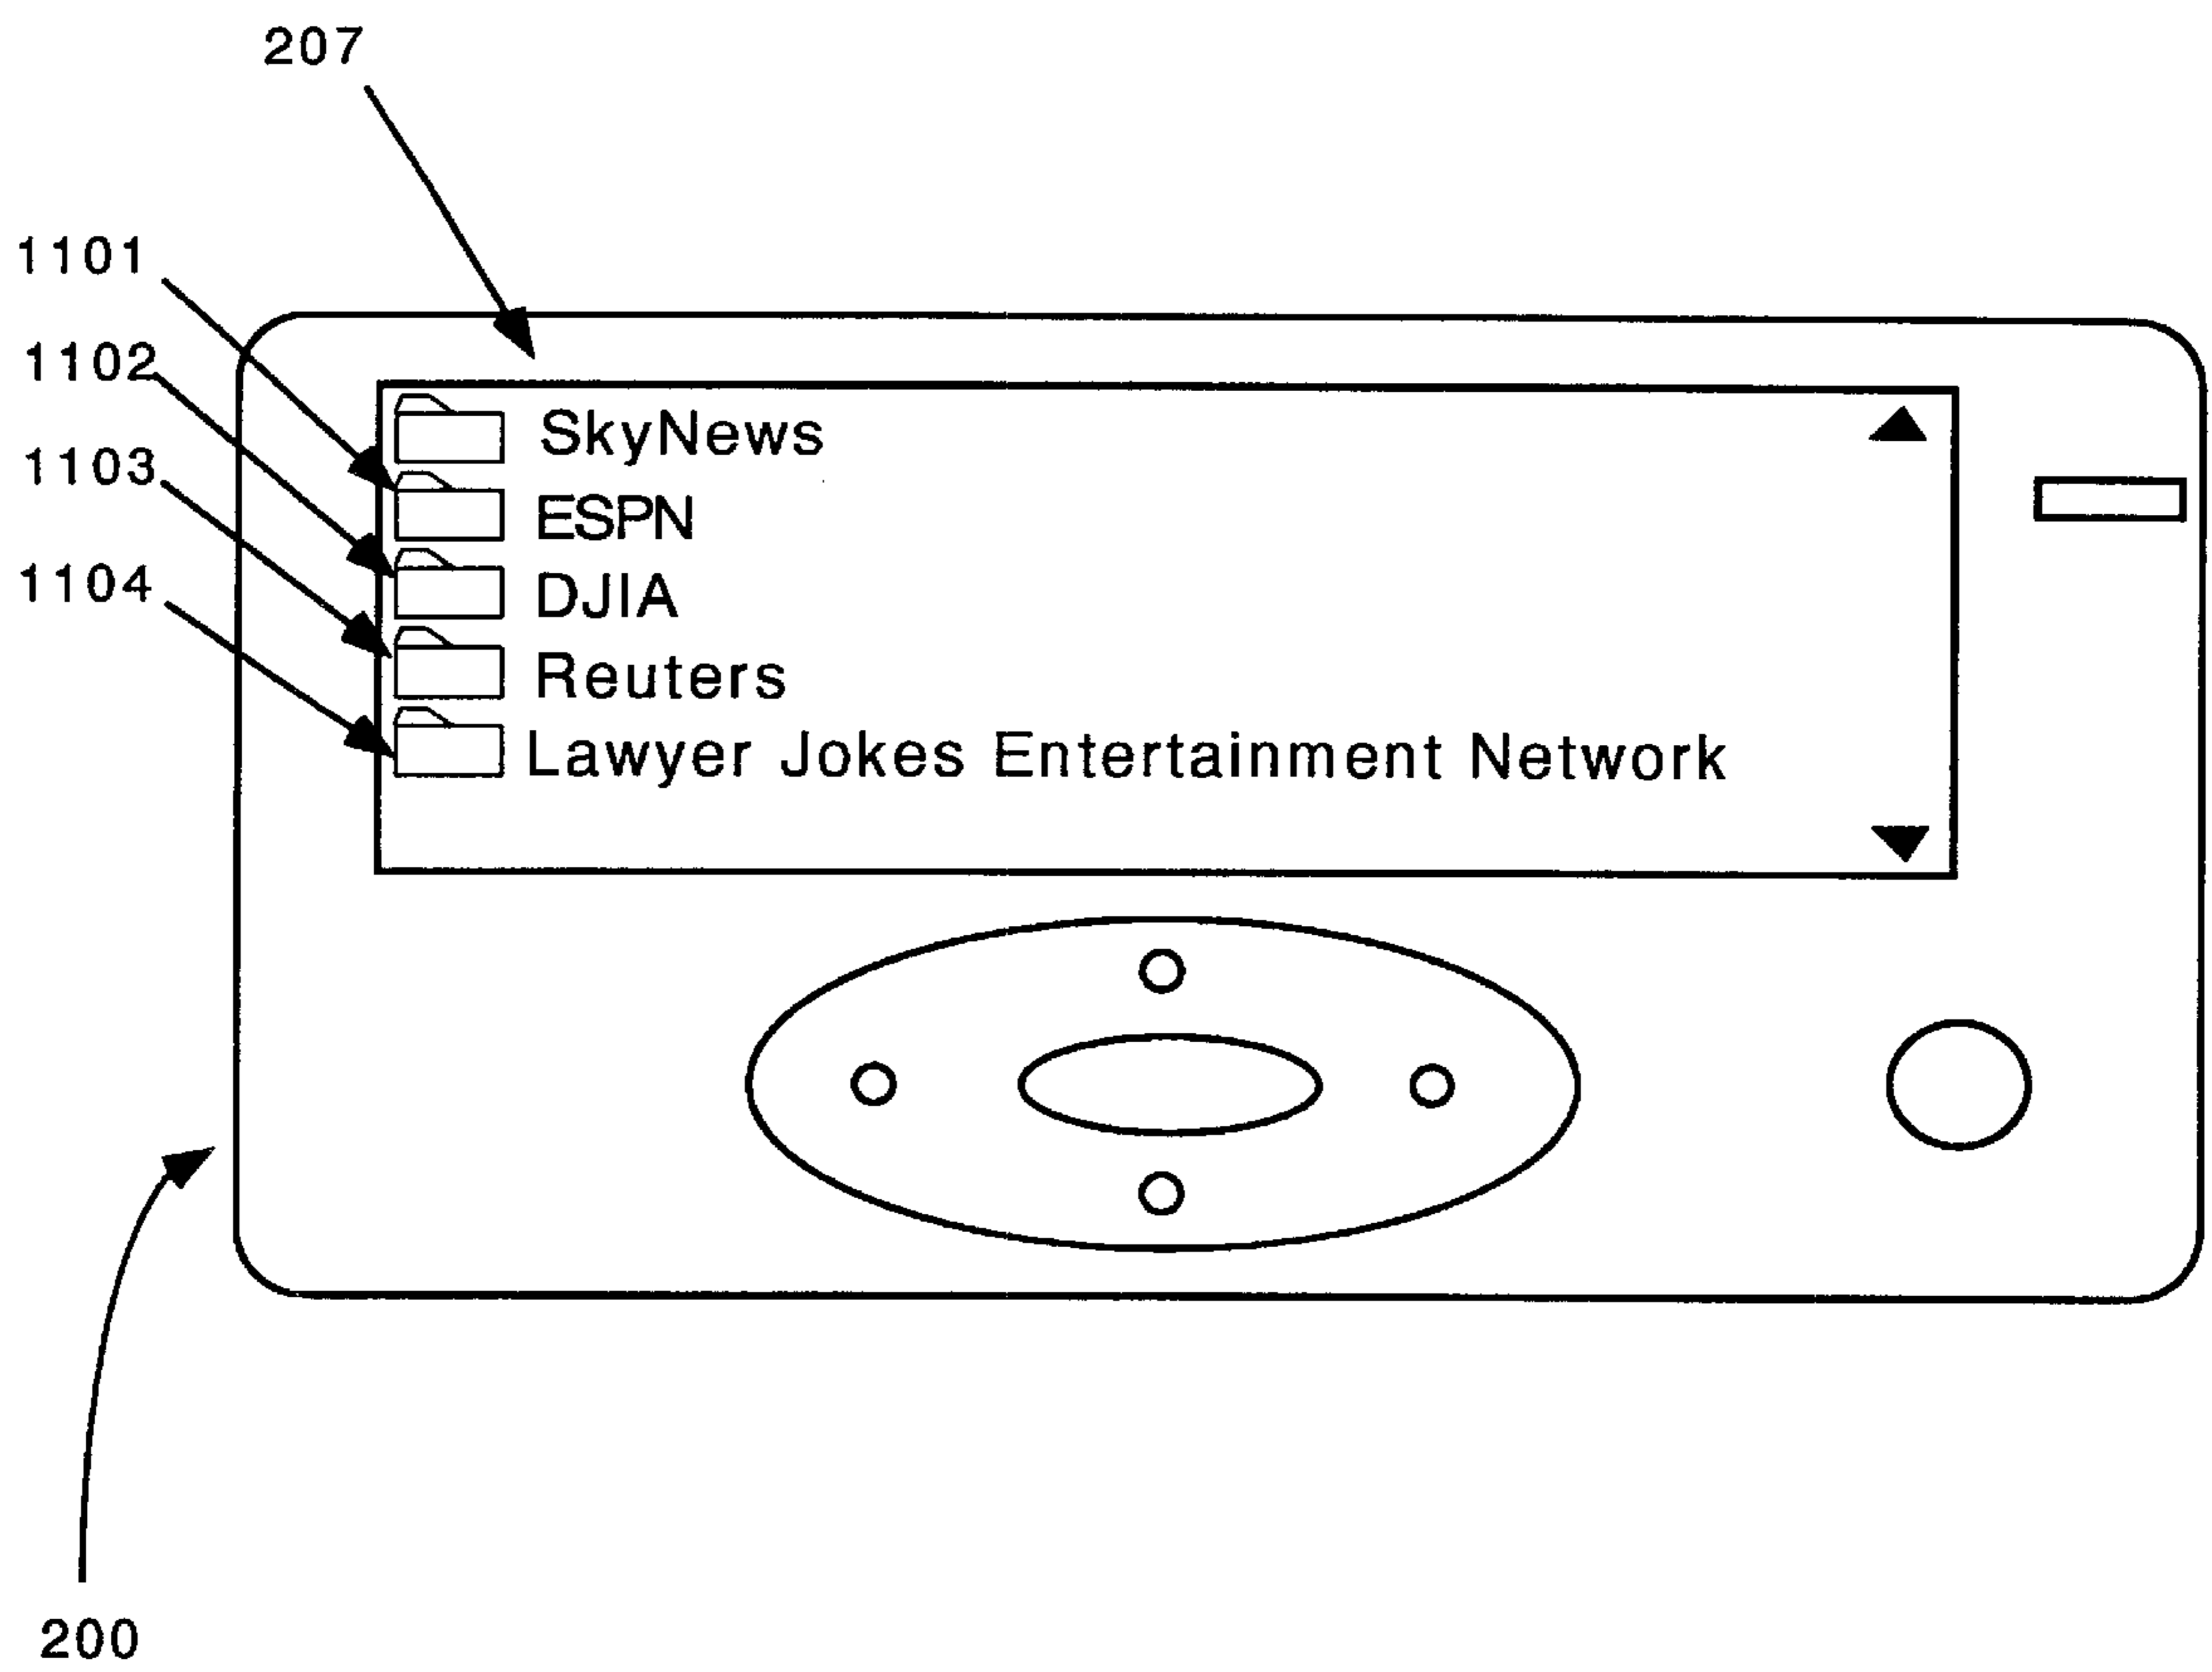 207
1101
1102
1103
1104
SkyNews
ESPN
DJIA
Reuters
Lawyer Jokes Entertainment Network
200